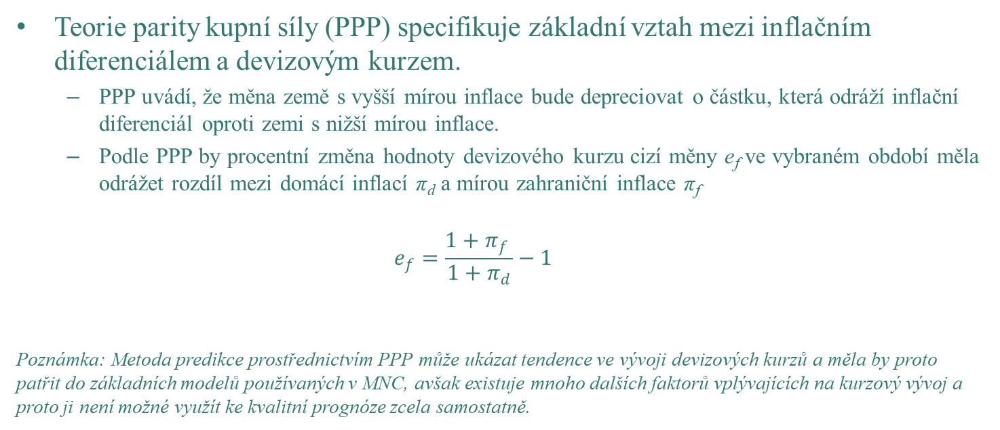 • Teorie parity kupní síly (PPP) specifikuje základní vztah mezi inflačním
diferenciálem a devizovým kurzem.
– PPP uvádí, že měna země s vyšší mírou inflace bude depreciovat o částku, která odráží inflační
diferenciál oproti zemi s nižší mírou inflace.
– Podle PPP by procentní změna hodnoty devizového kurzu cizí měny e_f ve vybraném období měla
odrážet rozdíl mezi domácí inflací π_d a mírou zahraniční inflace π_f
e_f = \frac{1 + π_f}{1 + π_d} − 1
Poznámka: Metoda predikce prostřednictvím PPP může ukázat tendence ve vývoji devizových kurzů a měla by proto
patřit do základních modelů používaných v MNC, avšak existuje mnoho dalších faktorů vplývajících na kurzový vývoj a
proto ji není možné využít ke kvalitní prognóze zcela samostatně.